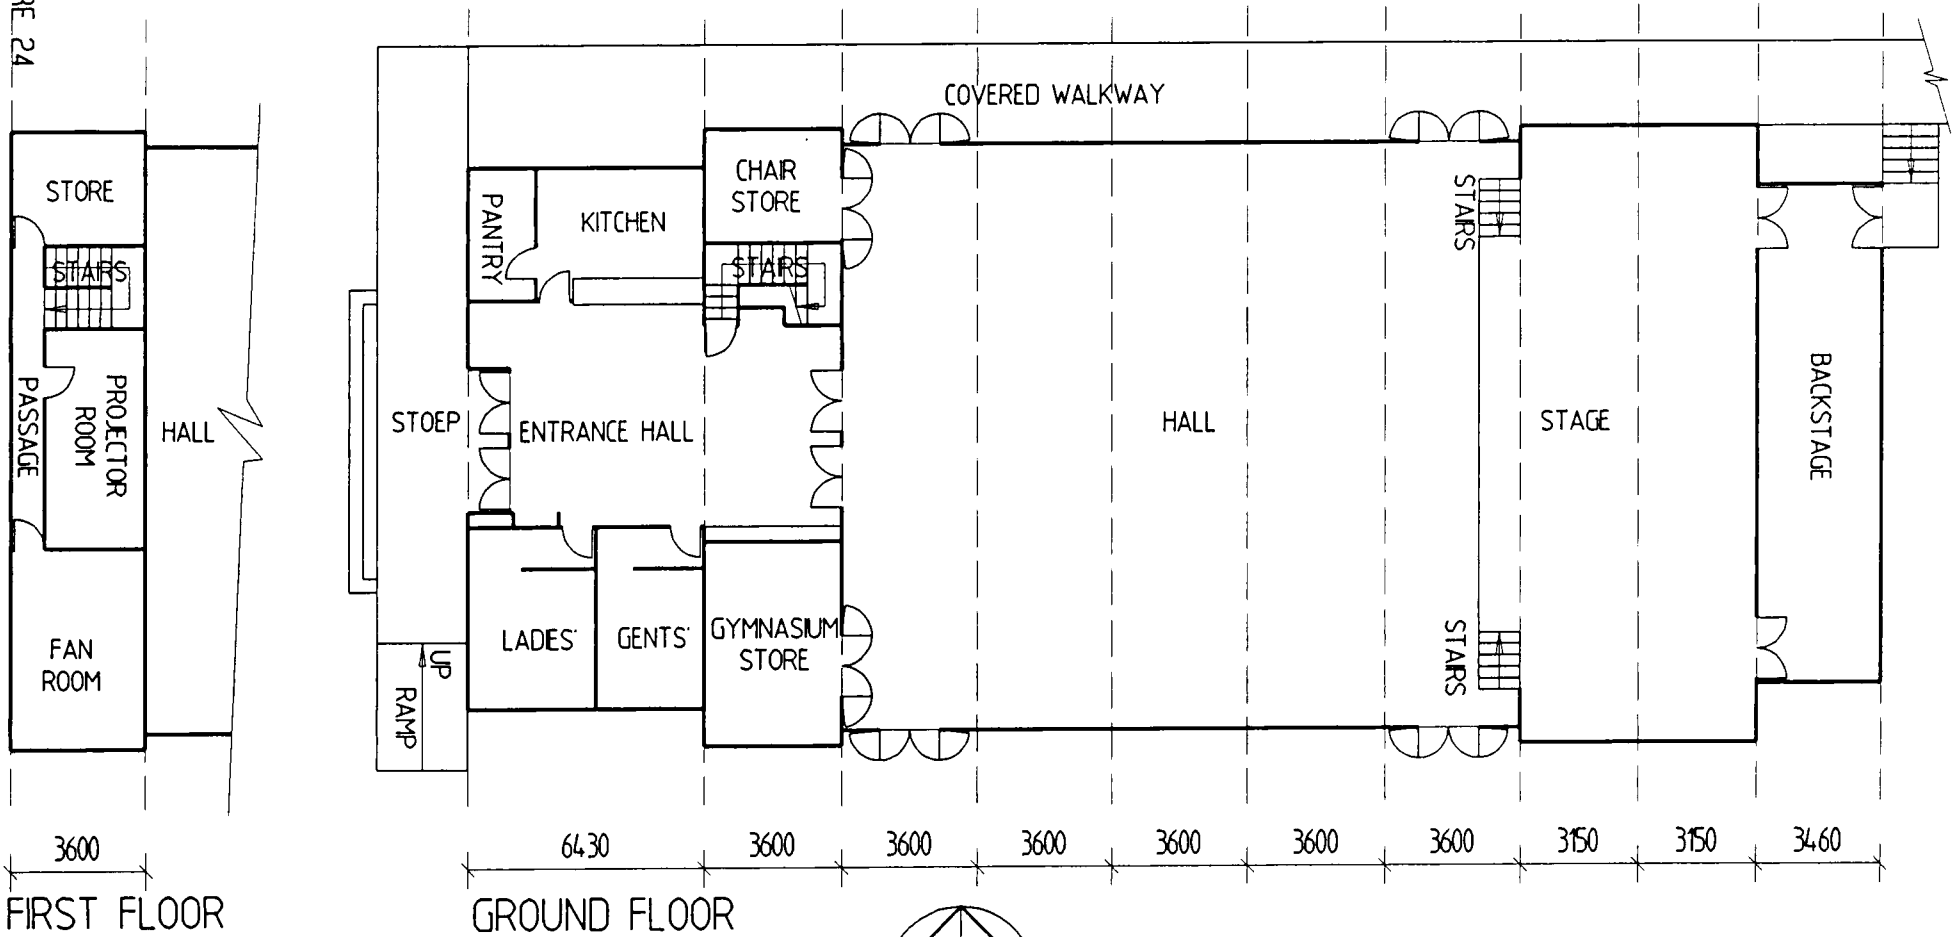 RE 24
COVERED WALKWAY
STORE
STAIRS
PASSAGE
PROJECTOR
ROOM
HALL
FAN
ROOM
PANTRY
KITCHEN
CHAIR
STORE
STAIRS
STOEP
ENTRANCE HALL
LADIES'
GENTS'
GYMNASIUM
STORE
UP
RAMP
HALL
STAIRS
STAIRS
STAGE
BACKSTAGE
3600
6430
3600
3600
3600
3600
3600
3600
3150
3150
3460
FIRST FLOOR
GROUND FLOOR